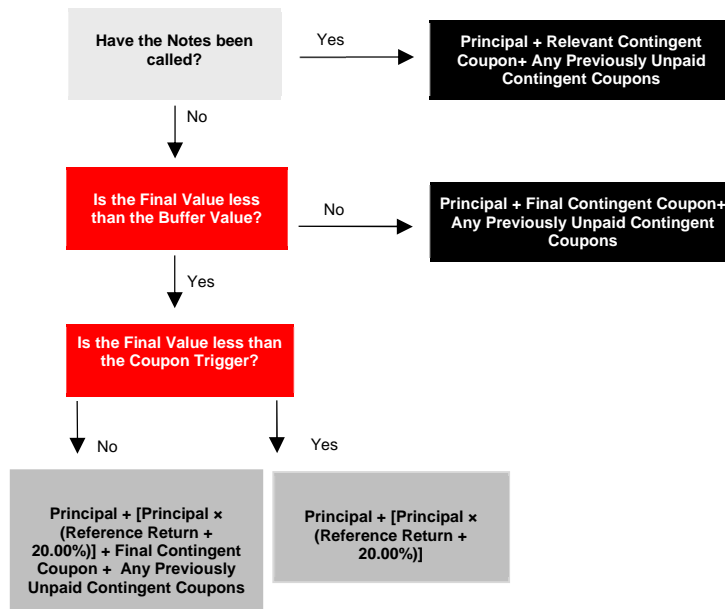 Have the Notes been
called?
Yes
Principal + Relevant Contingent
Coupon+ Any Previously Unpaid
Contingent Coupons
No
Is the Final Value less
than the Buffer Value?
No
Principal + Final Contingent Coupon+
Any Previously Unpaid Contingent
Coupons
Yes
Is the Final Value less than
the Coupon Trigger?
No
Yes
Principal + [Principal ×
(Reference Return +
20.00%)] + Final Contingent
Coupon +  Any Previously
Unpaid Contingent Coupons
Principal + [Principal ×
(Reference Return +
20.00%)]